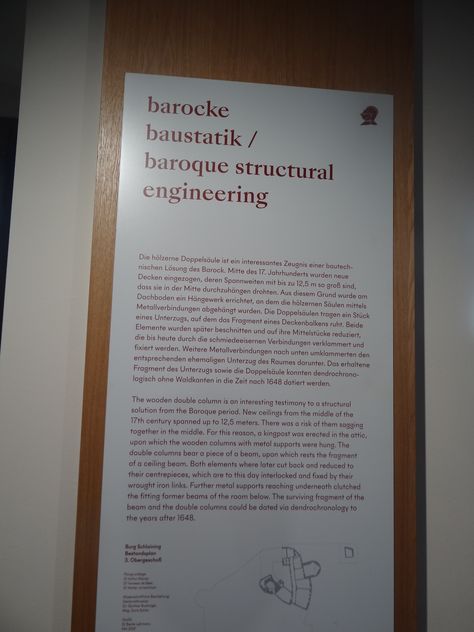 barocke
baustatik /
baroque structural
engineering
Die hölzerne Doppelsäule ist ein interessantes Zeugnis einer bautech-
nischen Lösung des Barock. Mitte des 17. Jahrhunderts wurden neue
Decken eingezogen, deren Spannweiten mit bis zu 12,5 m so groß sind,
dass sie in der Mitte durchzuhängen drohten. Aus diesem Grund wurde am
Dachboden ein Hängewerk errichtet, an dem die hölzernen Säulen mittels
Metallverbindungen abgehängt wurden. Die Doppelsäulen tragen ein Stück
eines Unterzugs, auf dem das Fragment eines Deckenbalkens ruht. Beide
Elemente wurden später beschnitten und auf ihre Mittelstücke reduziert,
die bis heute durch die schmiedeeisernen Verbindungen verklammert und
fixiert werden. Weitere Metallverbindungen nach unten umklammerten den
entsprechenden ehemaligen Unterzug des Raumes darunter. Das erhaltene
Fragment des Unterzugs sowie die Doppelsäule konnten dendrochrono-
logisch ohne Waldkanten in die Zeit nach 1648 datiert werden.
The wooden double column is an interesting testimony to a structural
solution from the Baroque period. New ceilings from the middle of the
17th century spanned up to 12,5 meters. There was a risk of them sagging
together in the middle. For this reason, a kingpost was erected in the attic,
upon which the wooden columns with metal supports were hung. The
double columns bear a piece of a beam, upon which rests the fragment
of a ceiling beam. Both elements where later cut back and reduced to
their centrepieces, which are to this day interlocked and fixed by their
wrought iron links. Further metal supports reaching underneath clutched
the fitting former beams of the room below. The surviving fragment of the
beam and the double columns could be dated via dendrochronology to
the years after 1648.
Burg Schlaining
Bestandsplan
3. Obergeschoß